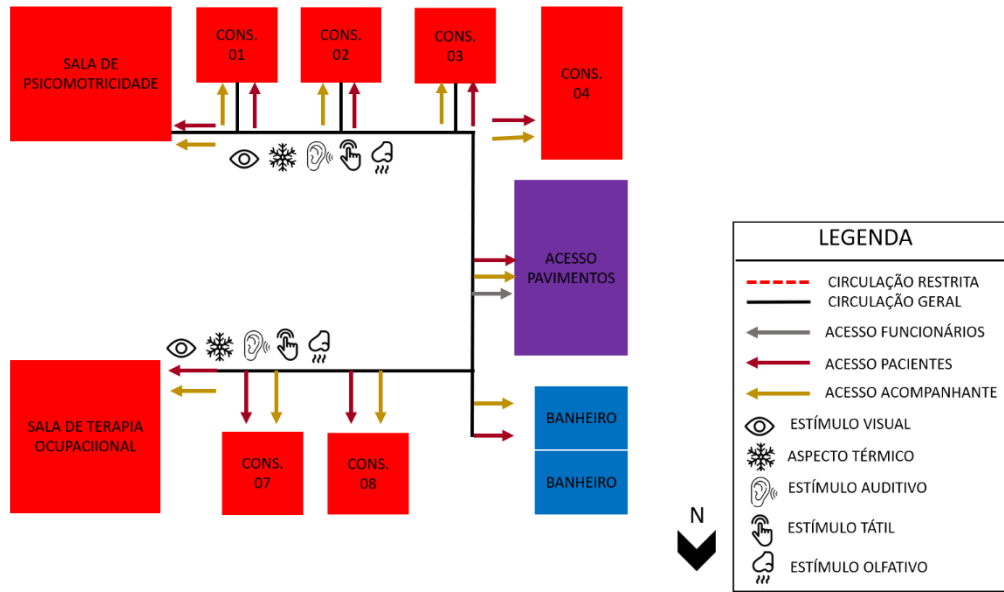 SALA DE
PSICOMOTRICIDADE
CONS.
01
CONS.
02
CONS.
03
CONS.
04
ACESSO
PAVIMENTOS
SALA DE TERAPIA
OCUPACIIONAL
CONS.
07
CONS.
08
BANHEIRO
BANHEIRO
N
LEGENDA
CIRCULAÇÃO RESTRITA
CIRCULAÇÃO GERAL
ACESSO FUNCIONÁRIOS
ACESSO PACIENTES
ACESSO ACOMPANHANTE
ESTÍMULO VISUAL
ASPECTO TÉRMICO
ESTÍMULO AUDITIVO
ESTÍMULO TÁTIL
ESTÍMULO OLFATIVO